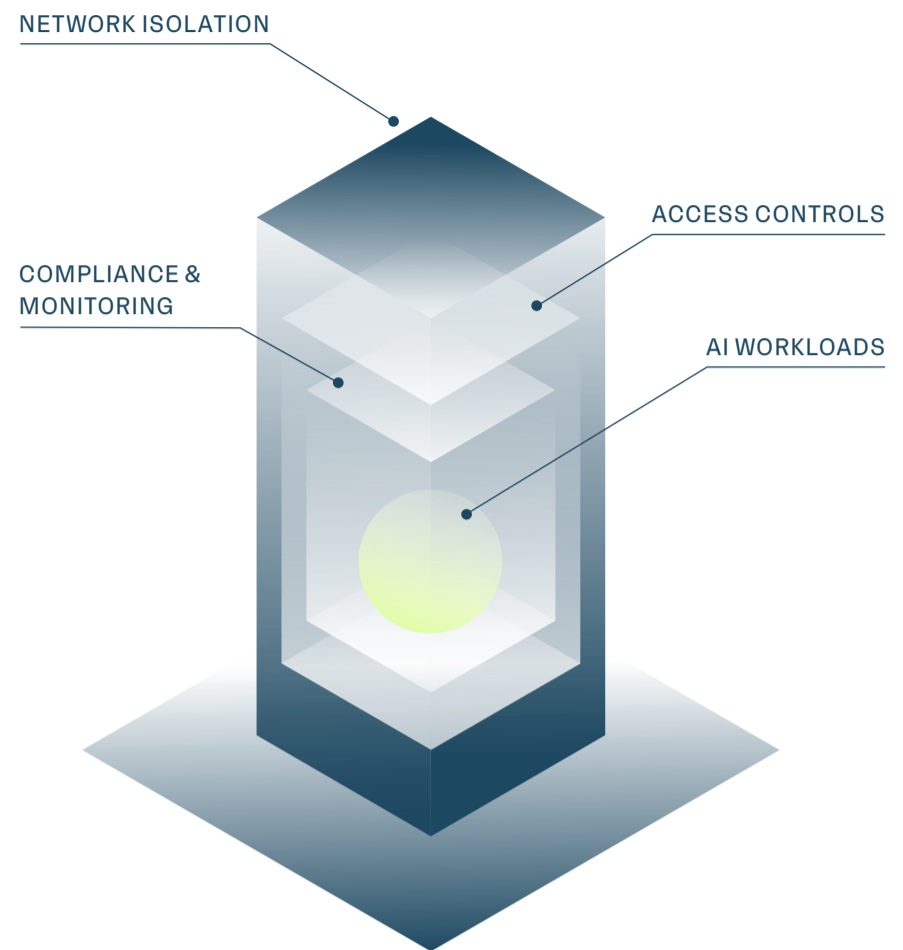 NETWORK ISOLATION
ACCESS CONTROLS
COMPLIANCE &
MONITORING
AI WORKLOADS